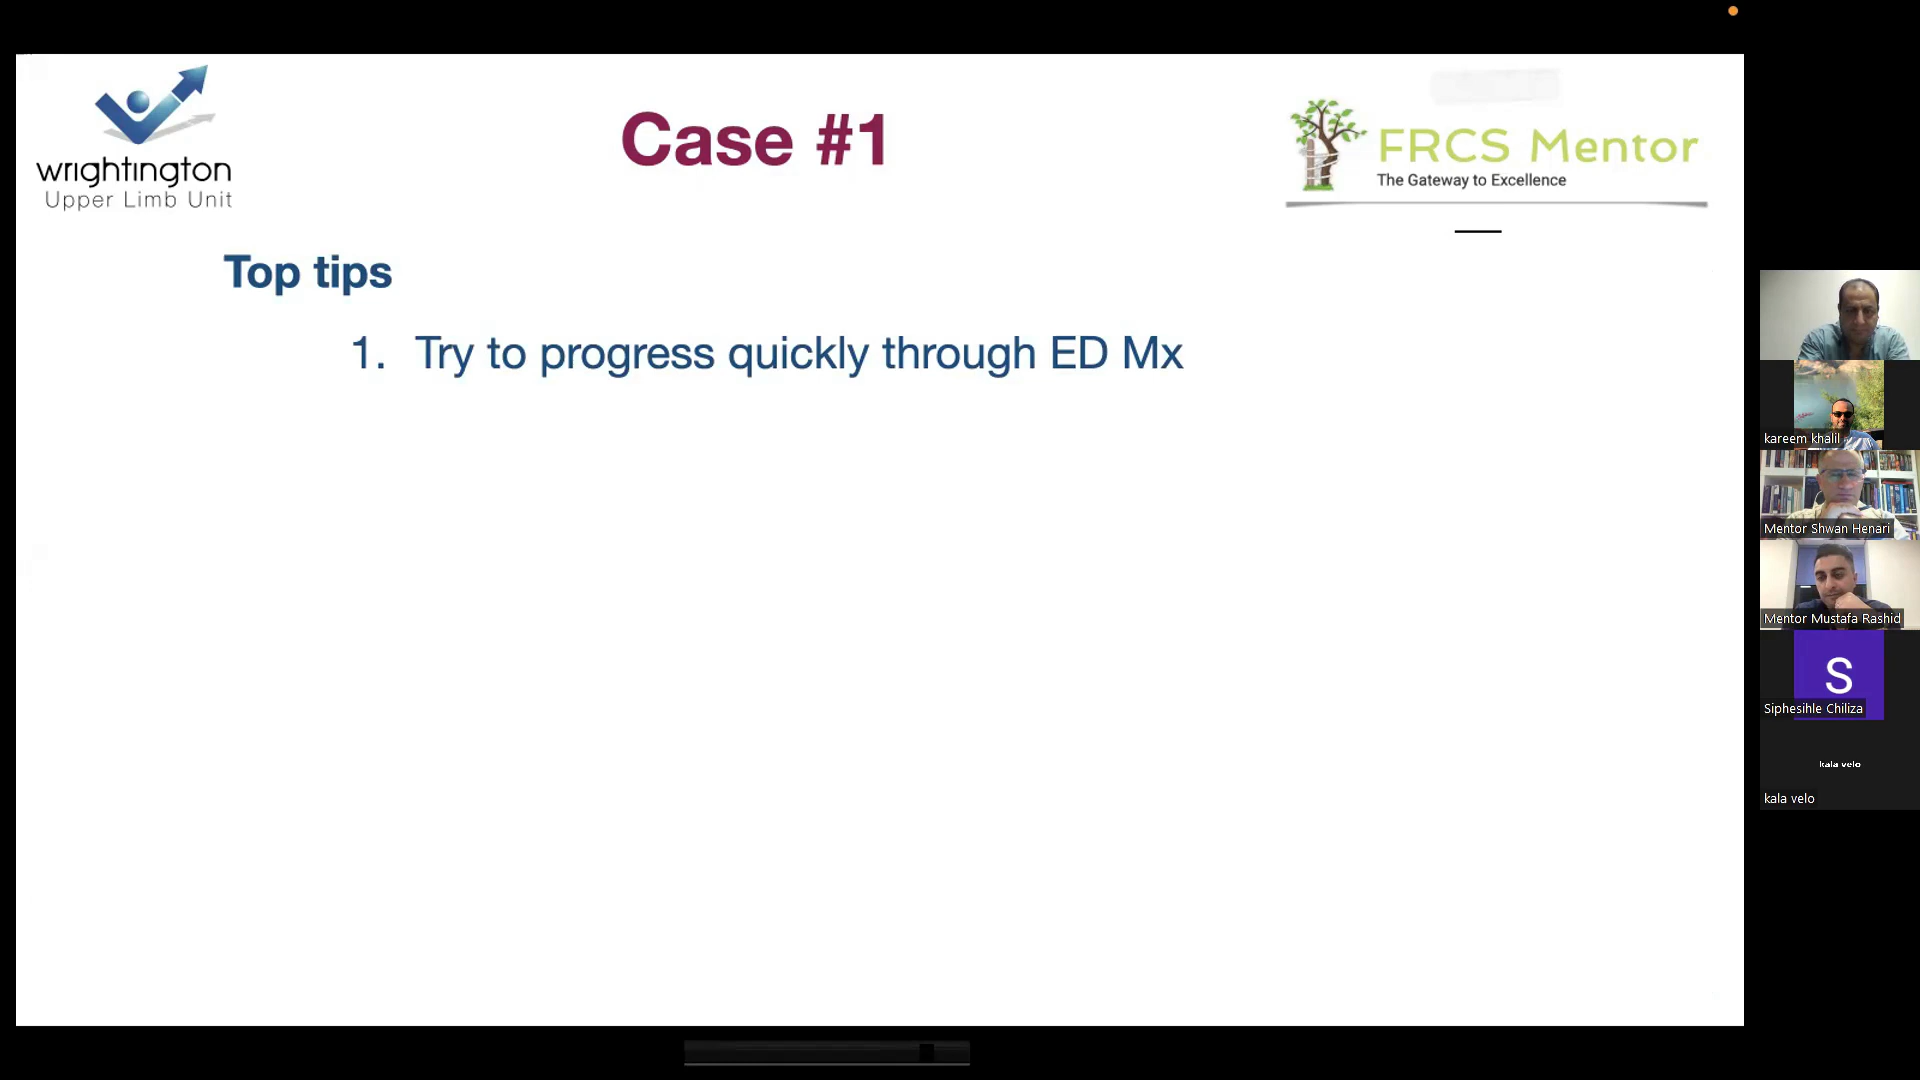 wrightington
Upper Limb Unit
Case #1
FRCS Mentor
The Gateway to Excellence
Top tips
1. Try to progress quickly through ED Mx
kareem khalil
Mentor Shwan Henari
Mentor Mustafa Rashid
S
Siphesihle Chiliza
kala velo
kala velo